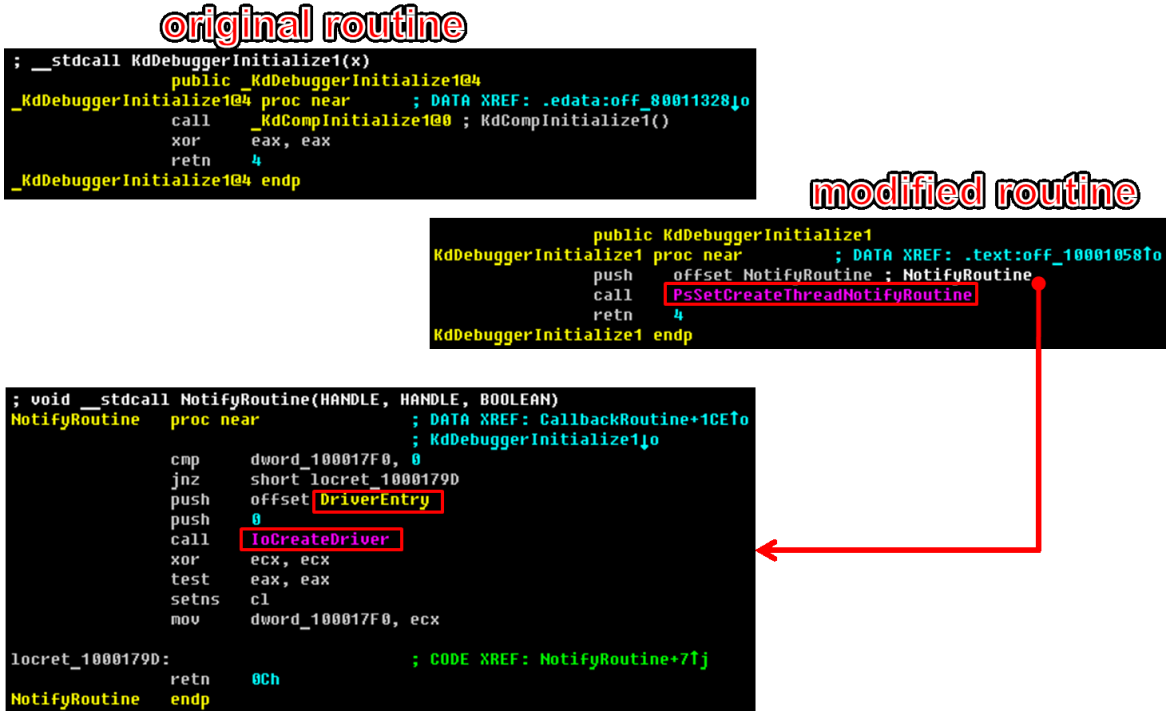 original routine
; __stdcall KdDebuggerInitialize1(x)
public _KdDebuggerInitialize1@4
_KdDebuggerInitialize1@4 proc near ; DATA XREF: .edata:off_80011328↓o
call _KdCompInitialize1@0 ; KdCompInitialize1()
xor eax, eax
retn 4
_KdDebuggerInitialize1@4 endp
modified routine
public KdDebuggerInitialize1
KdDebuggerInitialize1 proc near ; DATA XREF: .text:off_10001058↑o
push offset NotifyRoutine ; NotifyRoutine
call PsSetCreateThreadNotifyRoutine
retn 4
KdDebuggerInitialize1 endp
; void __stdcall NotifyRoutine(HANDLE, HANDLE, BOOLEAN)
NotifyRoutine proc near ; DATA XREF: CallbackRoutine+1CE↑o
; KdDebuggerInitialize1↓o
cmp dword_100017F0, 0
jnz short locret_1000179D
push offset DriverEntry
push 0
call IoCreateDriver
xor ecx, ecx
test eax, eax
setns cl
mov dword_100017F0, ecx
locret_1000179D: ; CODE XREF: NotifyRoutine+7↑j
retn 0Ch
NotifyRoutine endp